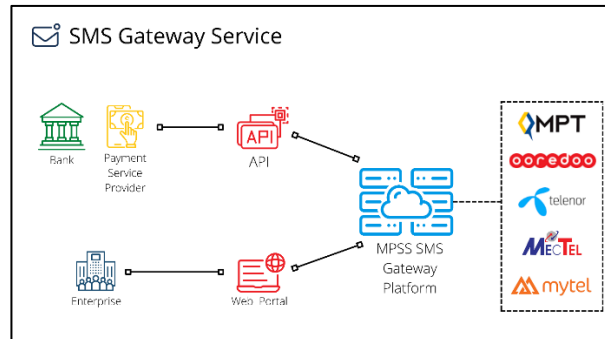 SMS Gateway Service
Bank
Payment
Service
Provider
API
API
Enterprise
Web Portal
MPSS SMS
Gateway
Platform
MPT
ooredoo
telenor
MECTEL
mytel